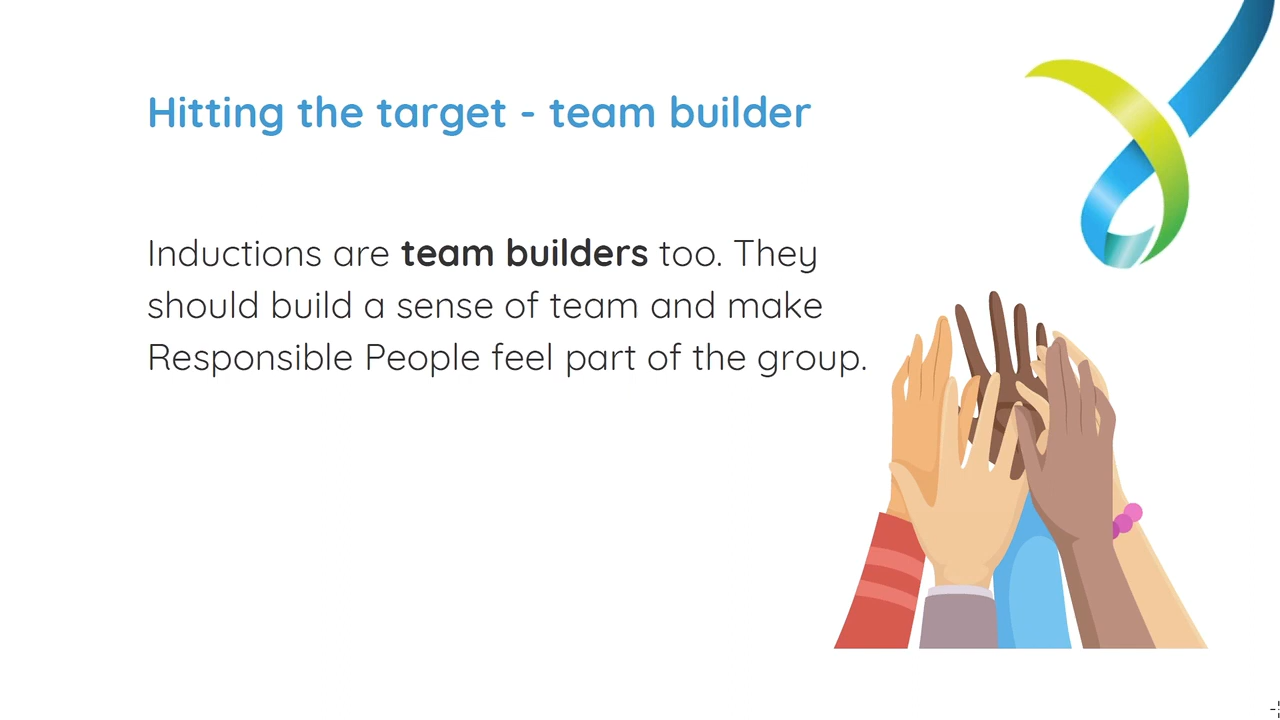 Hitting the target - team builder
Inductions are team builders too. They
should build a sense of team and make
Responsible People feel part of the group.